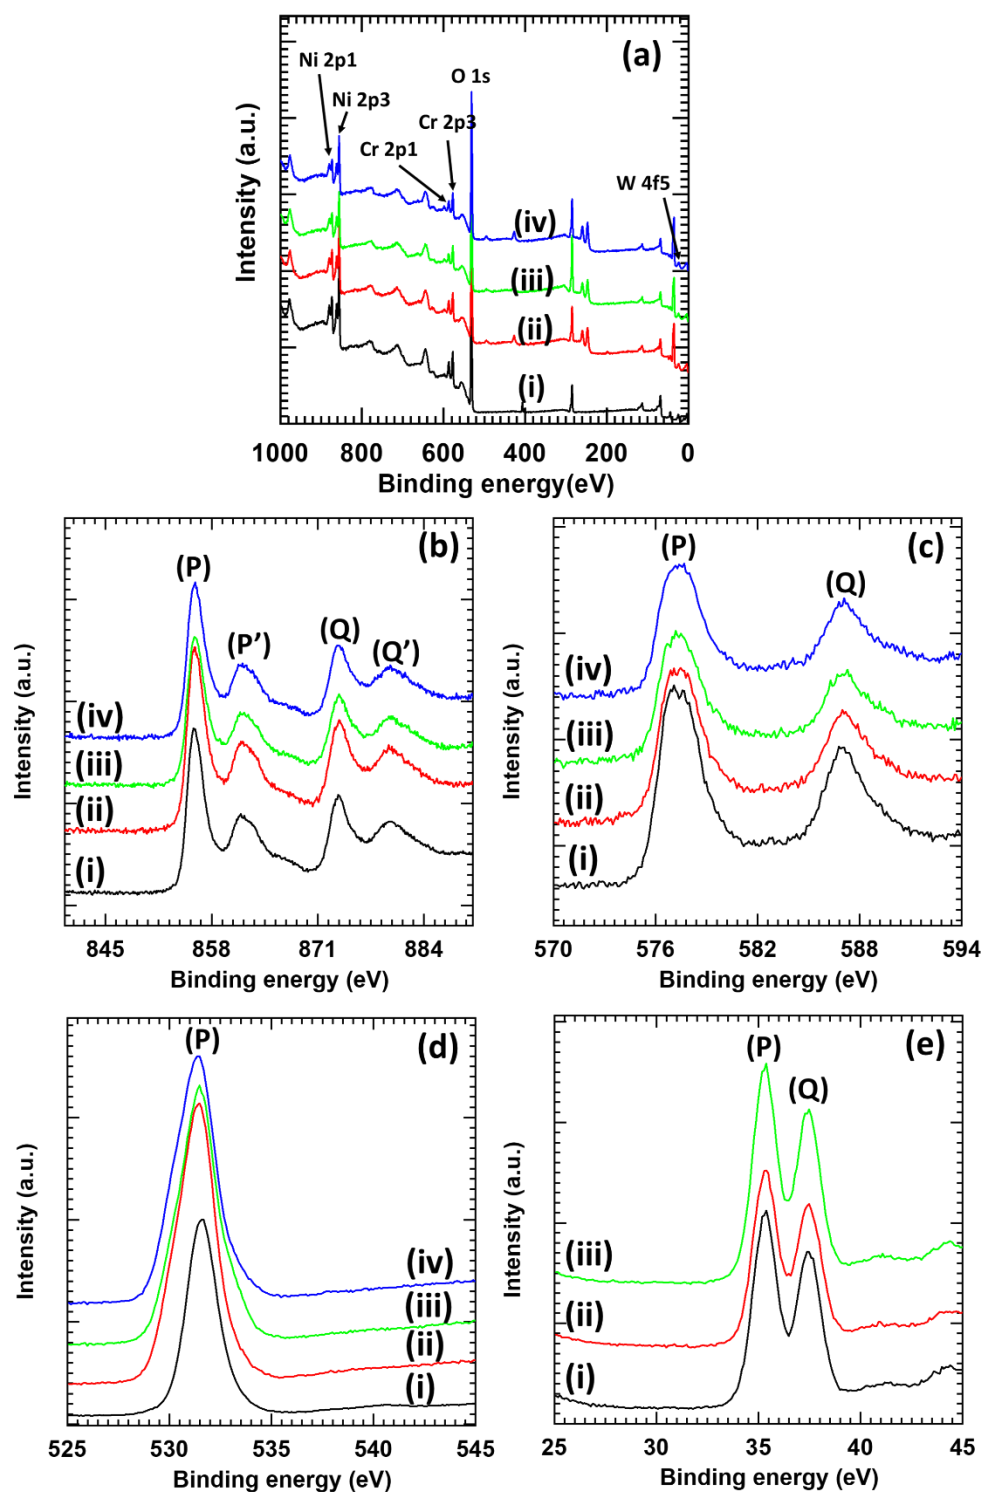 (a)
Ni 2p1
O 1s
Ni 2p3
Cr 2p3
Cr 2p1
W 4f5
(iv)
(iii)
(ii)
(i)
Intensity (a.u.)
1000 800 600 400 200 0
Binding energy(eV)
(b)
(P)
(P’)
(Q)
(Q’)
(iv)
(iii)
(ii)
(i)
Intensity (a.u.)
845 858 871 884
Binding energy (eV)
(c)
(P)
(Q)
(iv)
(iii)
(ii)
(i)
Intensity (a.u.)
570 576 582 588 594
Binding energy (eV)
(d)
(P)
(iv)
(iii)
(ii)
(i)
Intensity (a.u.)
525 530 535 540 545
Binding energy (eV)
(e)
(P)
(Q)
(iii)
(ii)
(i)
Intensity (a.u.)
25 30 35 40 45
Binding energy (eV)